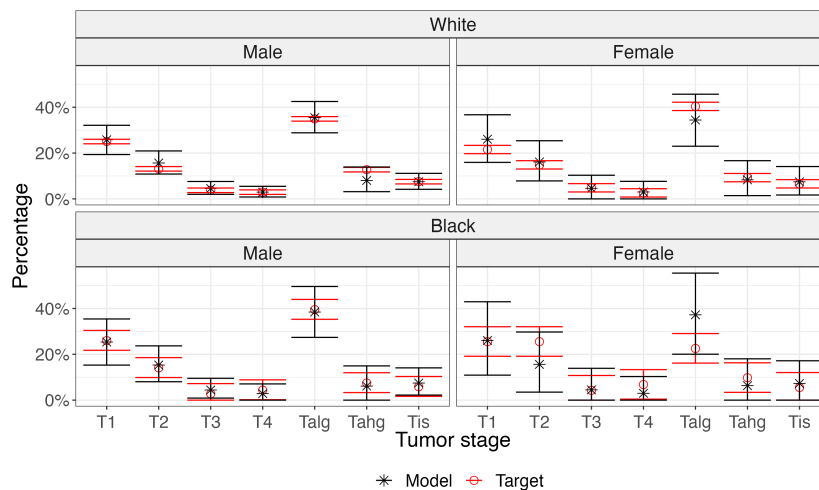 White
Male Female
40%
20%
0%
Black
Male Female
40%
20%
0%
Percentage
T1 T2 T3 T4 Talg Tahg Tis T1 T2 T3 T4 Talg Tahg Tis
Tumor stage
Model Target